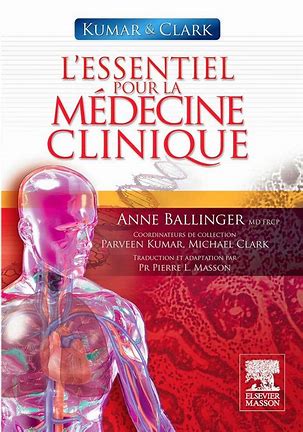 KUMAR & CLARK
L'ESSENTIEL
POUR LA
MÉDECINE
CLINIQUE
ANNE BALLINGER MD FRCP
COORDINATEURS DE COLLECTION
PARVEEN KUMAR, MICHAEL CLARK
TRADUCTION ET ADAPTATION PAR
PR PIERRE L. MASSON
ELSEVIER
MASSON